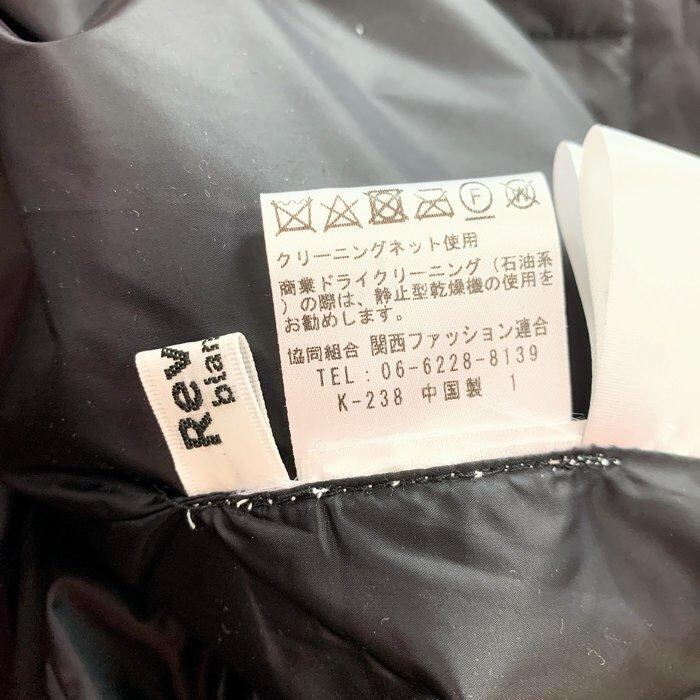 F
W
クリーニングネット使用
商業ドライクリーニング（石油系
）の際は、静止型乾燥機の使用を
お勧めします。
協同組合 関西ファッション連合
TEL：06-6228-8139
K-238 中国製 1
Rev
bian